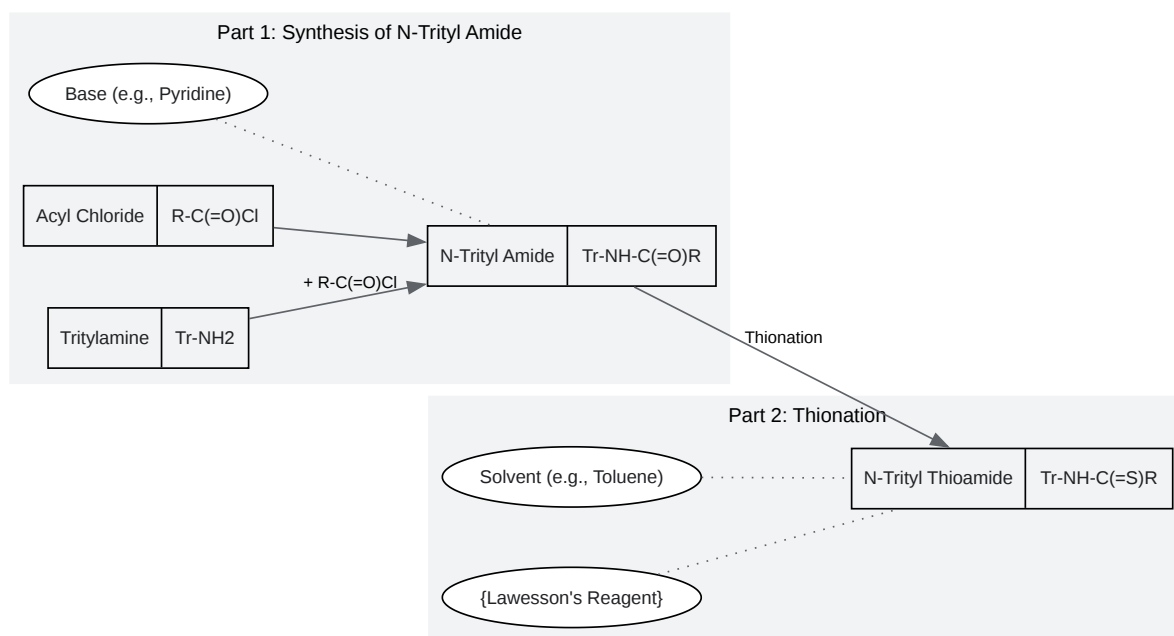 Part 1: Synthesis of N-Trityl Amide
Base (e.g., Pyridine)
Acyl Chloride R-C(=O)Cl
N-Trityl Amide Tr-NH-C(=O)R
+ R-C(=O)Cl
Tritylamine Tr-NH2
Thionation
Part 2: Thionation
Solvent (e.g., Toluene)
N-Trityl Thioamide Tr-NH-C(=S)R
{Lawesson's Reagent}